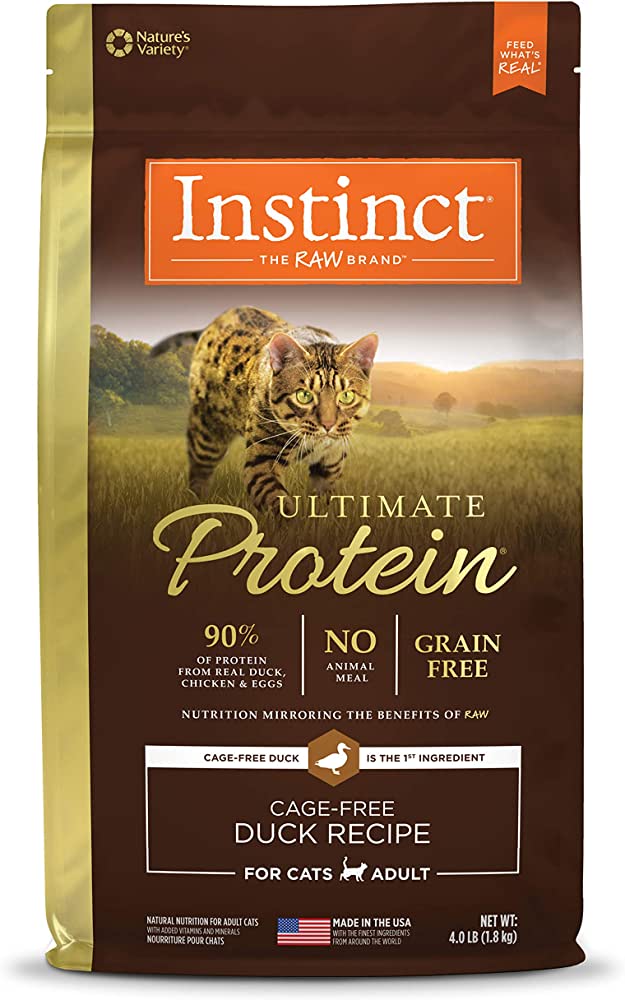 Nature's
Variety®
FEED
WHAT'S
REAL®
Instinct®
THE RAW BRAND™
ULTIMATE
Protein®
90%
OF PROTEIN
FROM REAL DUCK,
CHICKEN & EGGS
NO
ANIMAL
MEAL
GRAIN
FREE
NUTRITION MIRRORING THE BENEFITS OF RAW
CAGE-FREE DUCK IS THE 1ST INGREDIENT
CAGE-FREE
DUCK RECIPE
FOR CATS ADULT
NATURAL NUTRITION FOR ADULT CATS
WITH ADDED VITAMINS AND MINERALS
NOURRITURE POUR CHATS
MADE IN THE USA
WITH THE FINEST INGREDIENTS
FROM AROUND THE WORLD
NET WT:
4.0 LB (1.8 kg)